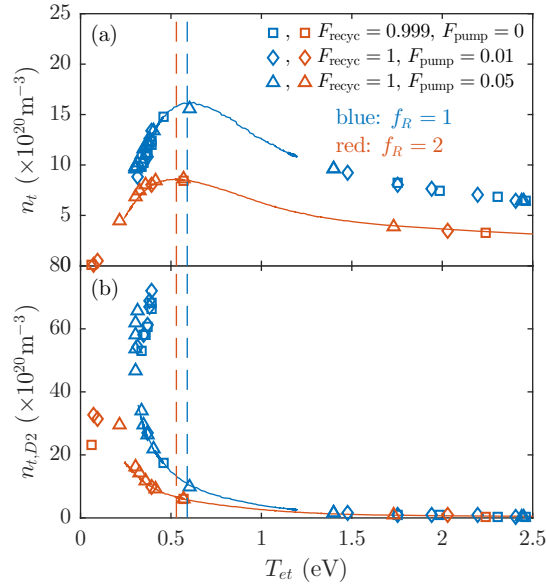 25
(a)
, F_recyc = 0.999, F_pump = 0
, F_recyc = 1, F_pump = 0.01
, F_recyc = 1, F_pump = 0.05
20
blue: f_R = 1
red: f_R = 2
15
10
5
n_t (×10^20 m^−3)
80
(b)
60
40
20
0
n_t,D2 (×10^20 m^−3)
0 0.5 1 1.5 2 2.5
T_et (eV)